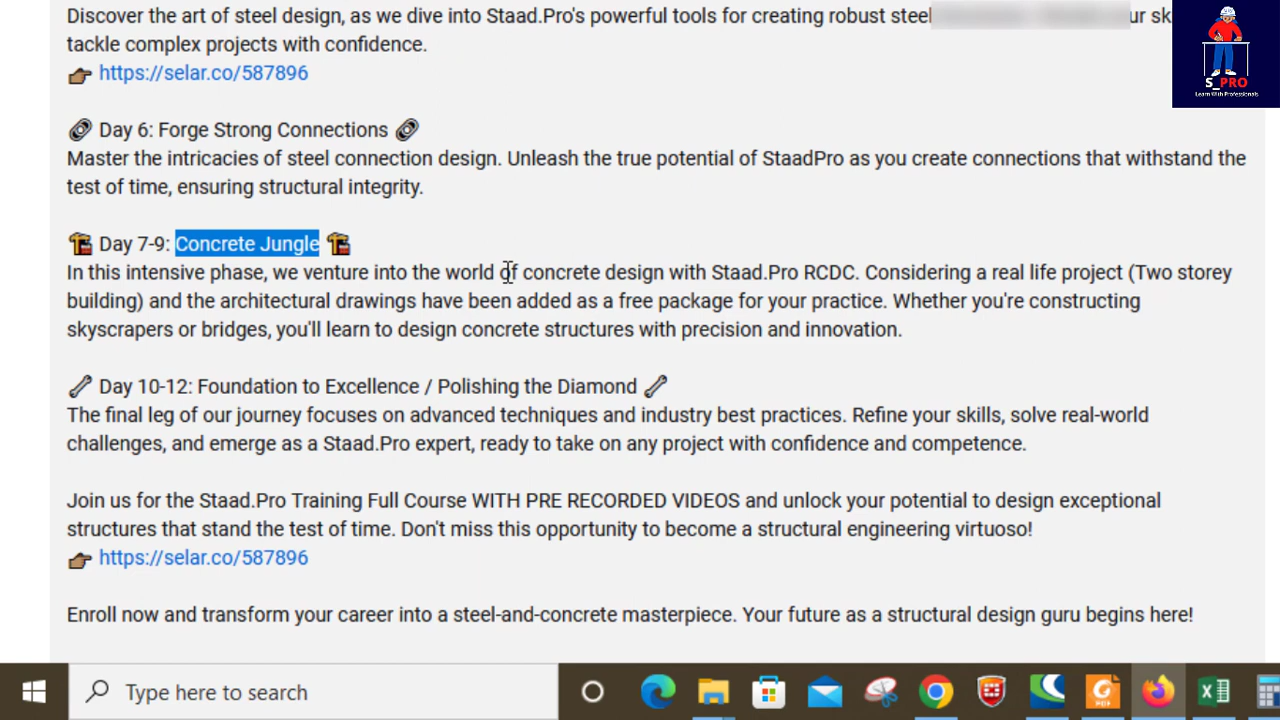 Discover the art of steel design, as we dive into Staad.Pro's powerful tools for creating robust steel
tackle complex projects with confidence.
https://selar.co/587896
Day 6: Forge Strong Connections
Master the intricacies of steel connection design. Unleash the true potential of StaadPro as you create connections that withstand the
test of time, ensuring structural integrity.
Day 7-9: Concrete Jungle
In this intensive phase, we venture into the world of concrete design with Staad.Pro RCDC. Considering a real life project (Two storey
building) and the architectural drawings have been added as a free package for your practice. Whether you're constructing
skyscrapers or bridges, you'll learn to design concrete structures with precision and innovation.
Day 10-12: Foundation to Excellence / Polishing the Diamond
The final leg of our journey focuses on advanced techniques and industry best practices. Refine your skills, solve real-world
challenges, and emerge as a Staad.Pro expert, ready to take on any project with confidence and competence.
Join us for the Staad.Pro Training Full Course WITH PRE RECORDED VIDEOS and unlock your potential to design exceptional
structures that stand the test of time. Don't miss this opportunity to become a structural engineering virtuoso!
https://selar.co/587896
Enroll now and transform your career into a steel-and-concrete masterpiece. Your future as a structural design guru begins here!
S_PRO
Learn With Professionals
Type here to search
PDF